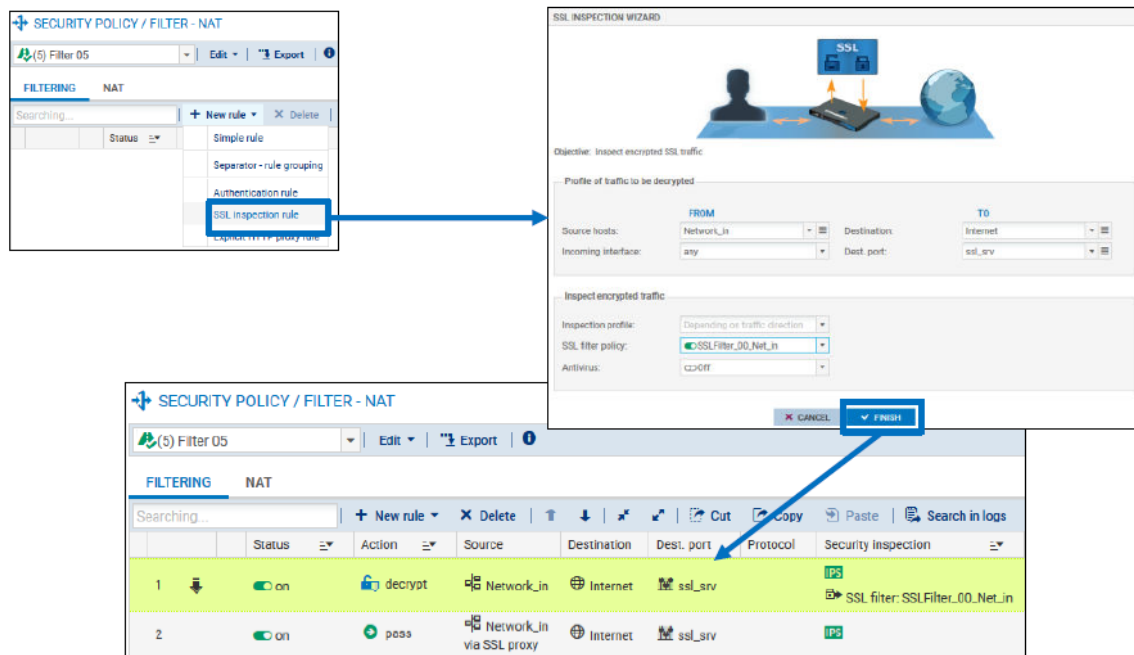 SECURITY POLICY / FILTER - NAT
(5) Filter 05 Edit Export
FILTERING NAT
Searching... + New rule × Delete
Status Simple rule
Separator - rule grouping
Authentication rule
SSL inspection rule
Explicit HTTP proxy rule
SSL INSPECTION WIZARD
SSL
Objective: Inspect encrypted SSL traffic
Profile of traffic to be decrypted
FROM TO
Source hosts: Network_in Destination: Internet
Incoming interface: any Dest. port: ssl_srv
Inspect encrypted traffic
Inspection profile: Depending on traffic direction
SSL filter policy: SSLFilter_00_Net_in
Antivirus: Off
× CANCEL ✓ FINISH
SECURITY POLICY / FILTER - NAT
(5) Filter 05 Edit Export
FILTERING NAT
Searching... + New rule × Delete Cut Copy Paste Search in logs
Status Action Source Destination Dest. port Protocol Security inspection
1 on decrypt Network_in Internet ssl_srv IPS
SSL filter: SSLFilter_00_Net_in
2 on pass Network_in Internet ssl_srv IPS
via SSL proxy